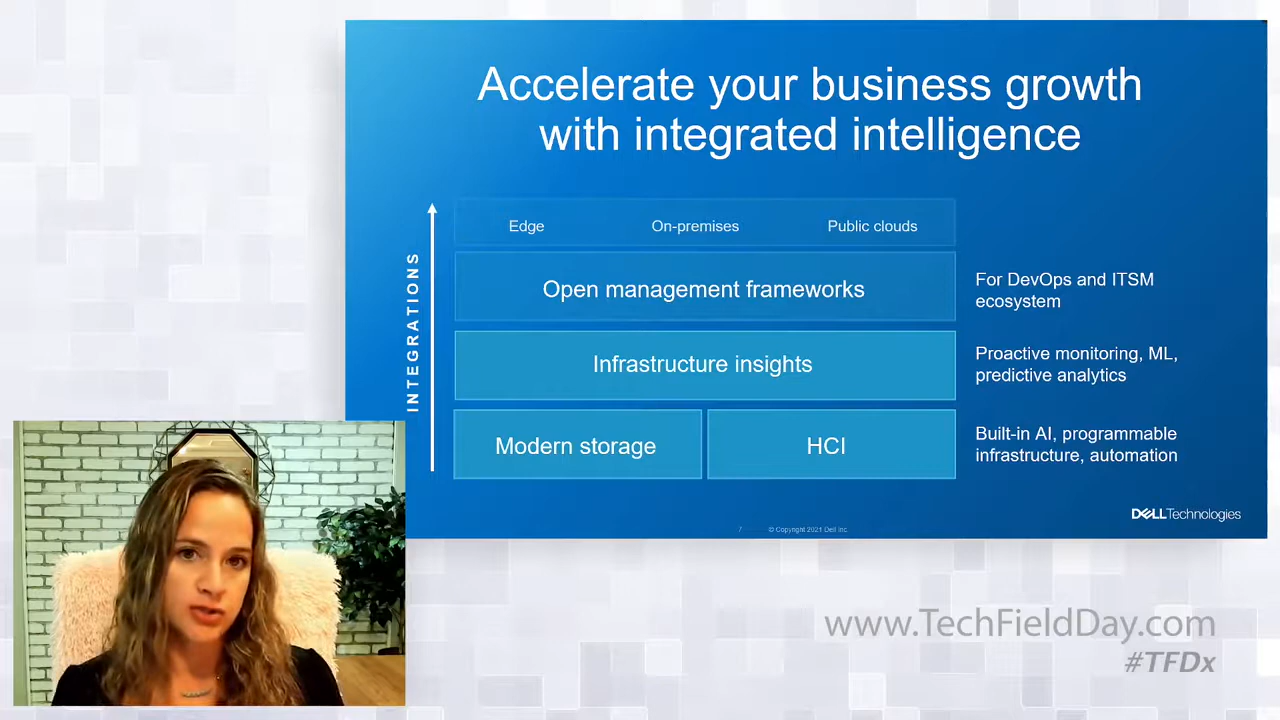 Accelerate your business growth
with integrated intelligence
INTEGRATIONS
Edge
On-premises
Public clouds
Open management frameworks
For DevOps and ITSM
ecosystem
Infrastructure insights
Proactive monitoring, ML,
predictive analytics
Modern storage
HCI
Built-in AI, programmable
infrastructure, automation
DELLTechnologies
7
© Copyright 2021 Dell Inc.
www.TechFieldDay.com
#TFDx